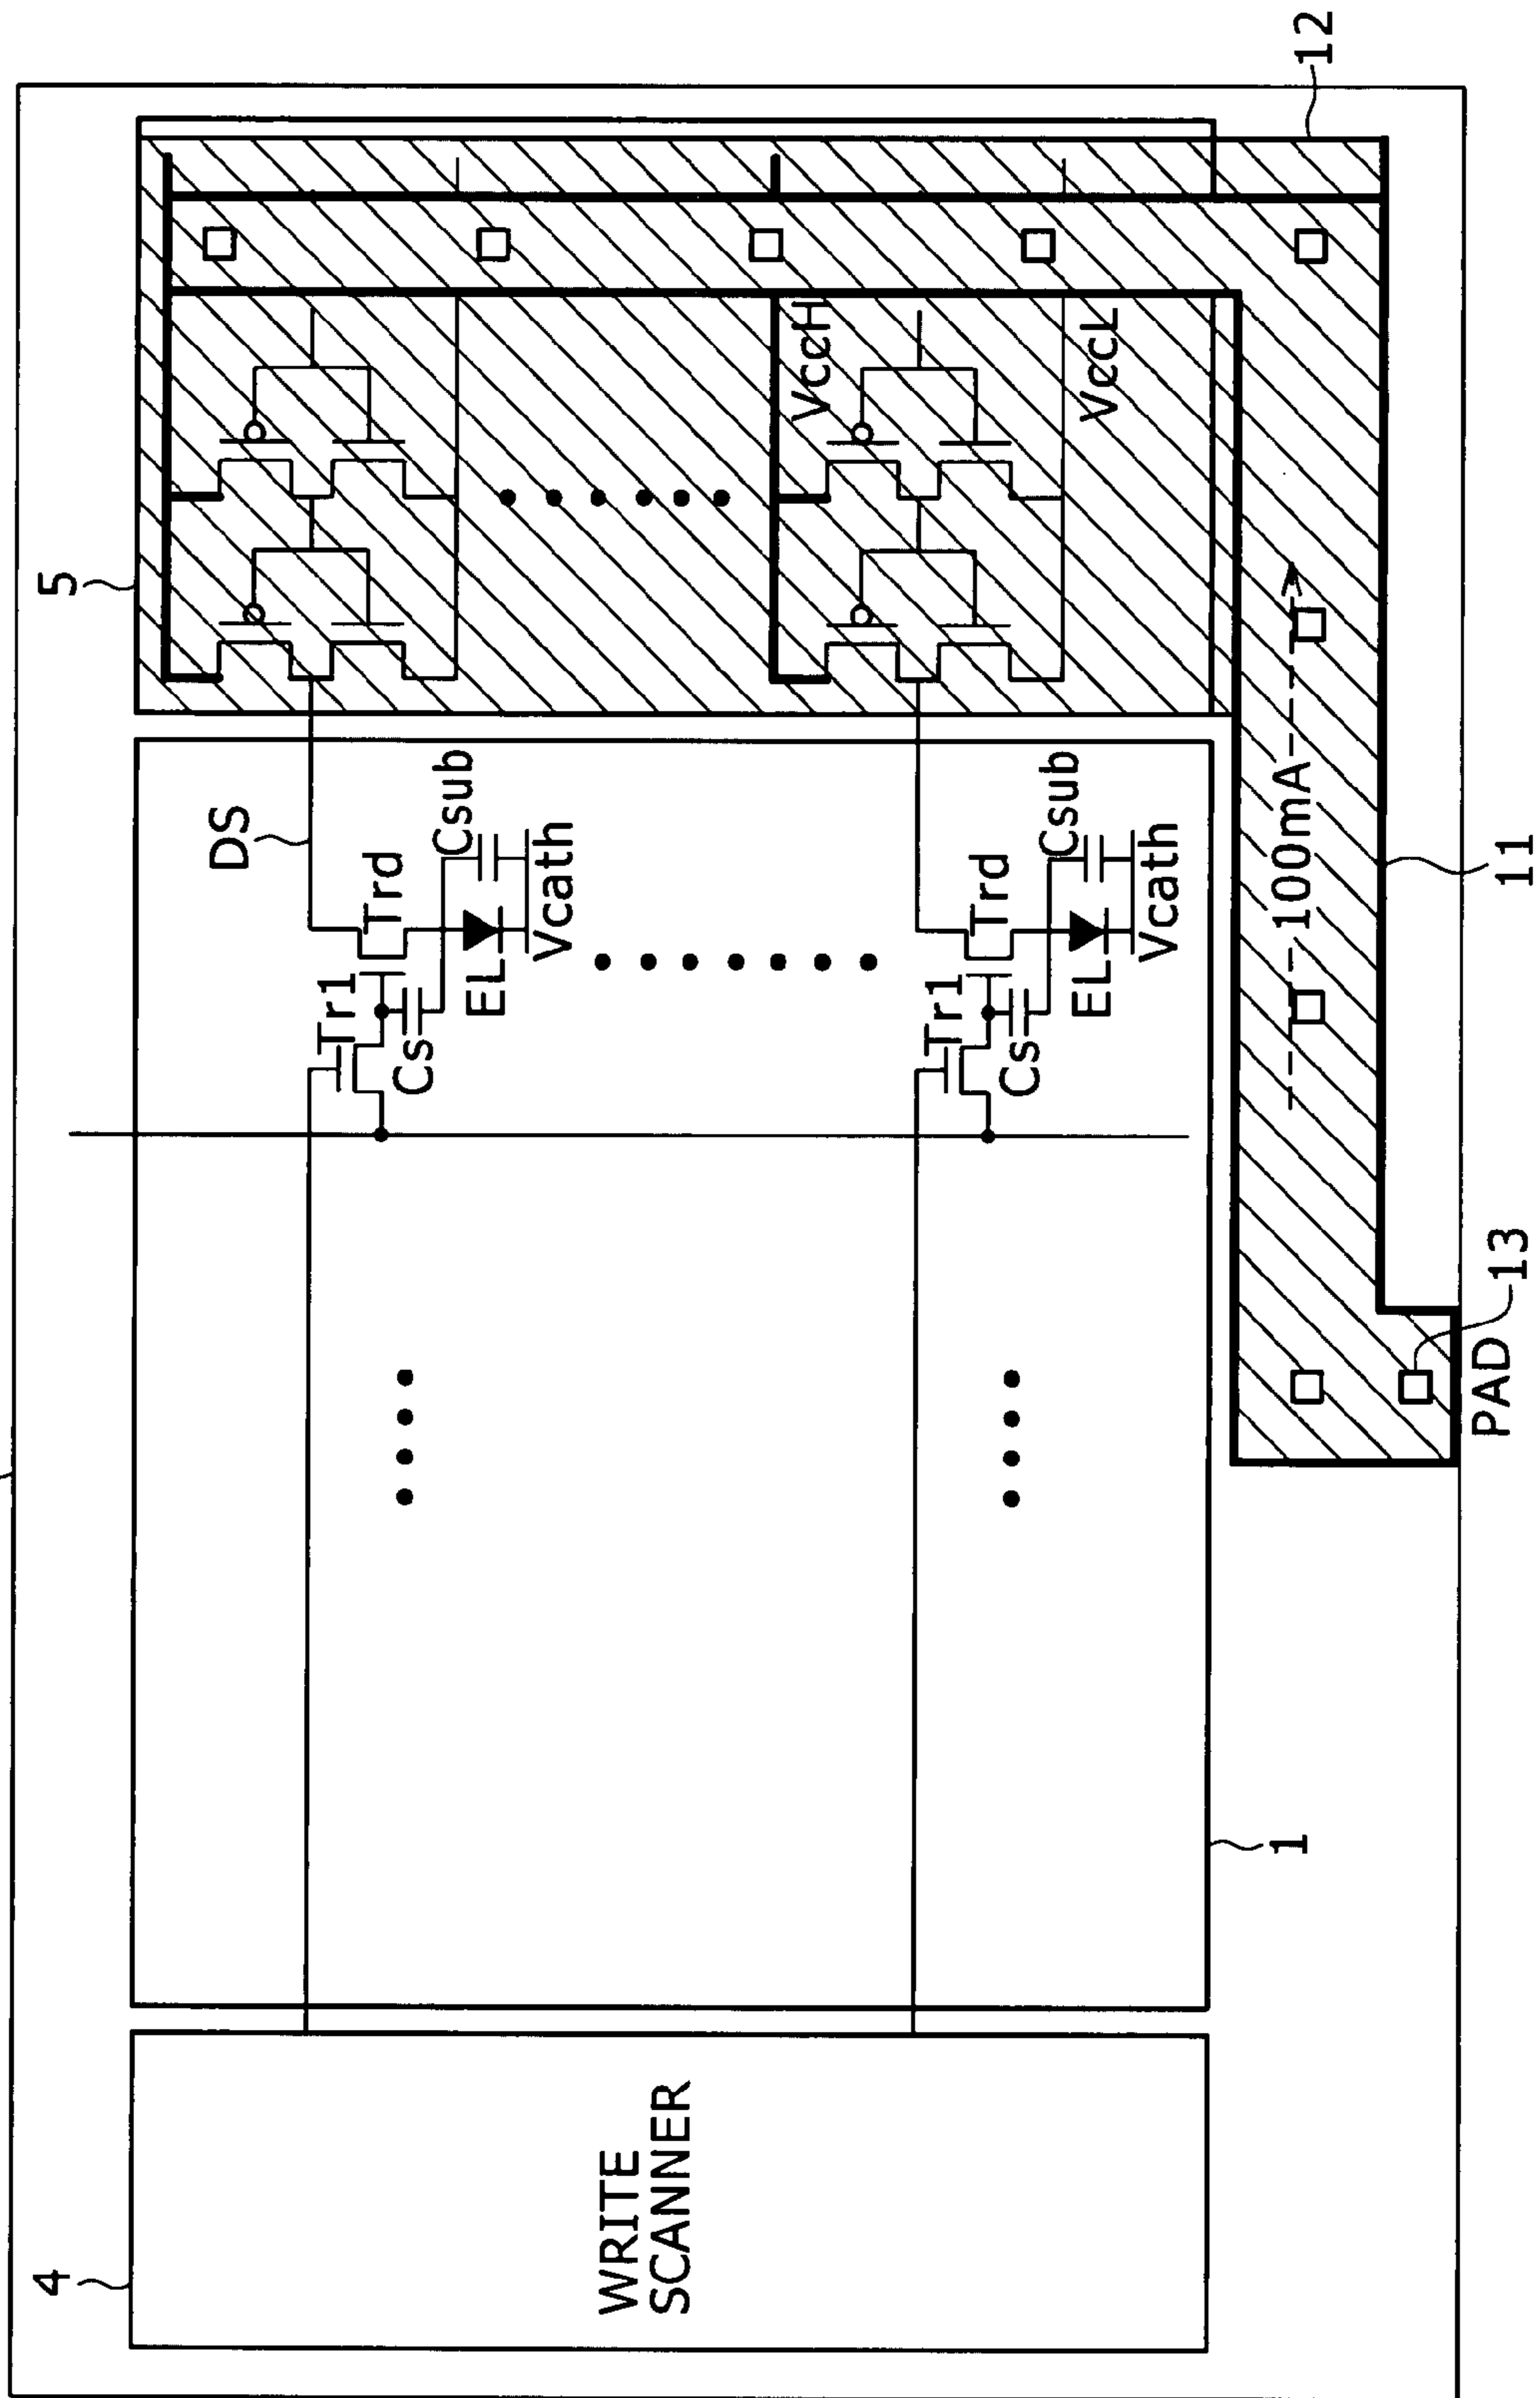 4
WRITE
SCANNER
1
5
DS
Tr1
Trd
Cs
Csub
EL
Vcath
Tr1
Trd
Cs
Csub
EL
Vcath
VccH
VccL
100mA
PAD
13
11
12